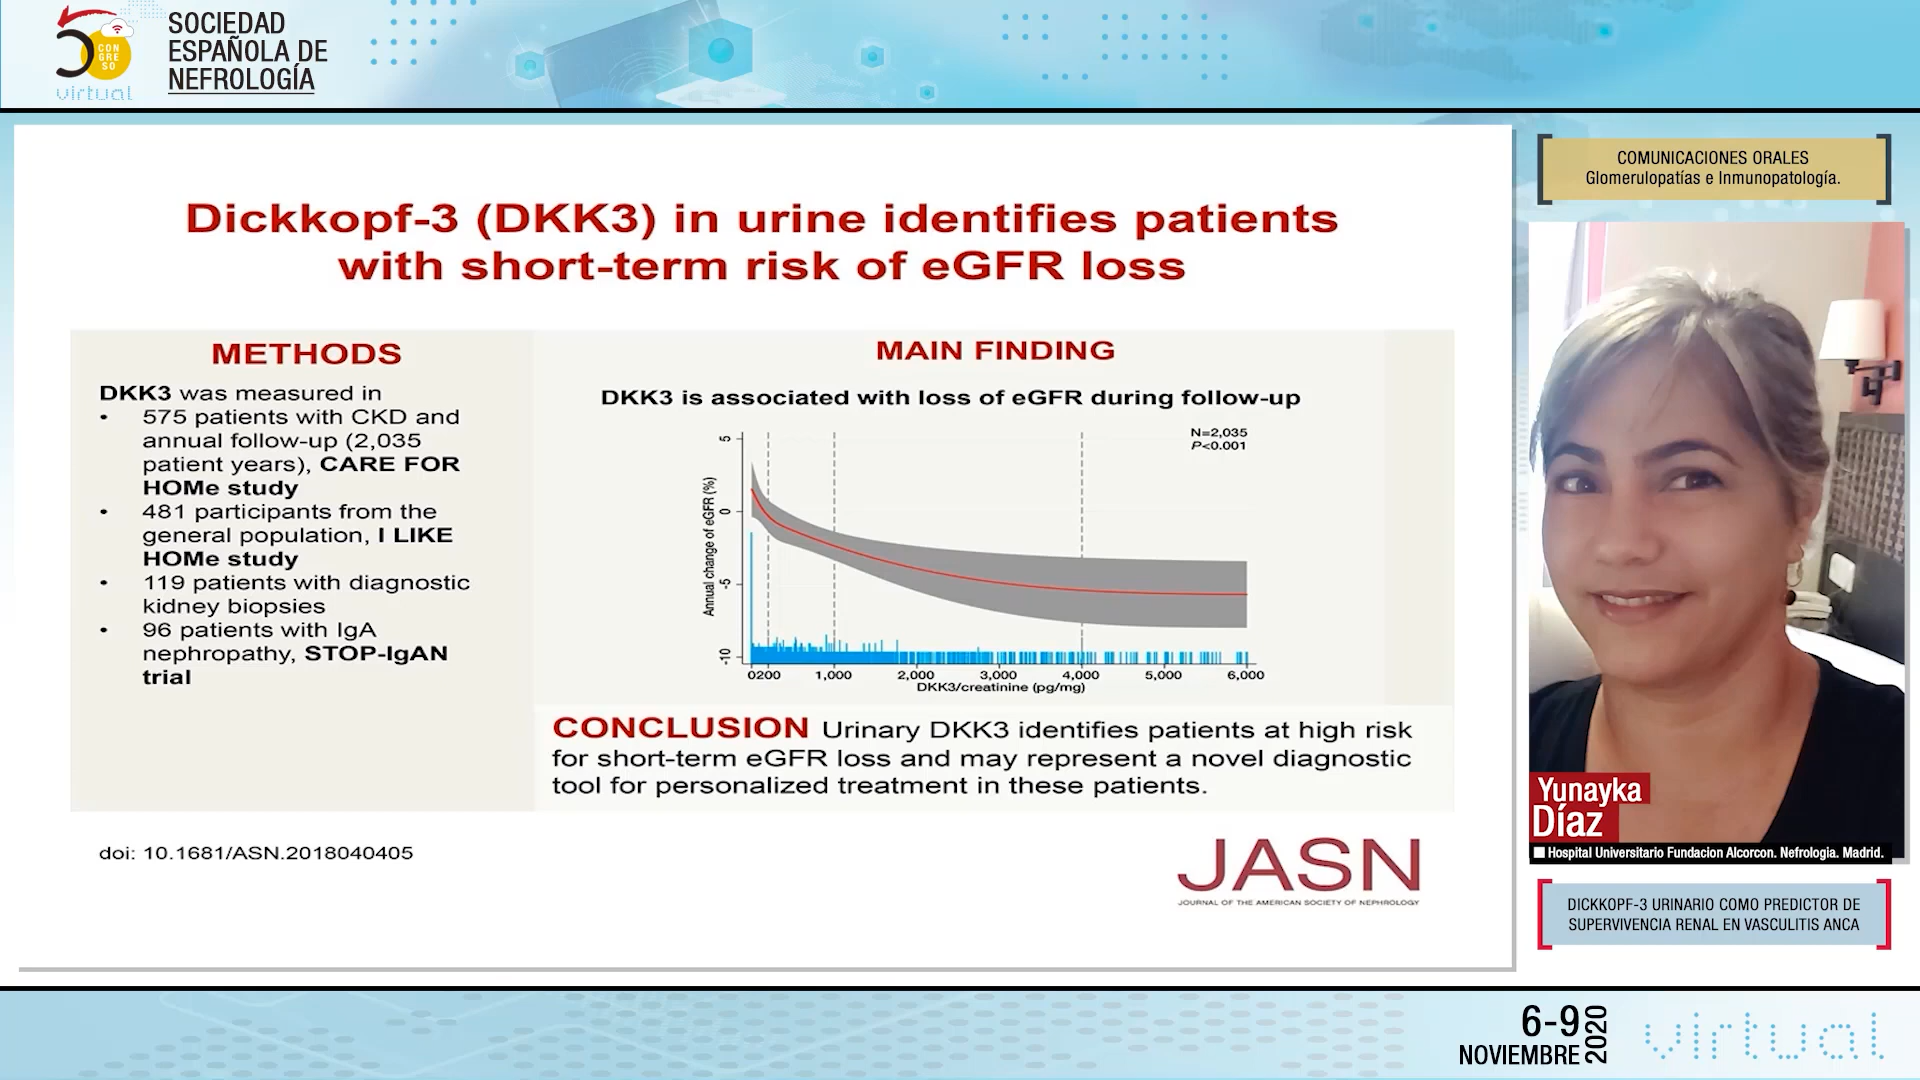 CON
GRE
SO
virtual
SOCIEDAD
ESPAÑOLA DE
NEFROLOGÍA
Dickkopf-3 (DKK3) in urine identifies patients
with short-term risk of eGFR loss
METHODS
DKK3 was measured in
• 575 patients with CKD and
annual follow-up (2,035
patient years), CARE FOR
HOMe study
• 481 participants from the
general population, I LIKE
HOMe study
• 119 patients with diagnostic
kidney biopsies
• 96 patients with IgA
nephropathy, STOP-IgAN
trial
MAIN FINDING
DKK3 is associated with loss of eGFR during follow-up
N=2,035
P<0.001
Annual change of eGFR (%)
5
0
-5
-10
0 200 1,000 2,000 3,000 4,000 5,000 6,000
DKK3/creatinine (pg/mg)
CONCLUSION Urinary DKK3 identifies patients at high risk
for short-term eGFR loss and may represent a novel diagnostic
tool for personalized treatment in these patients.
doi: 10.1681/ASN.2018040405
JASN
JOURNAL OF THE AMERICAN SOCIETY OF NEPHROLOGY
COMUNICACIONES ORALES
Glomerulopatías e Inmunopatología.
Yunayka
Díaz
Hospital Universitario Fundacion Alcorcon. Nefrologia. Madrid.
DICKKOPF-3 URINARIO COMO PREDICTOR DE
SUPERVIVENCIA RENAL EN VASCULITIS ANCA
6-9
NOVIEMBRE
2020
virtual